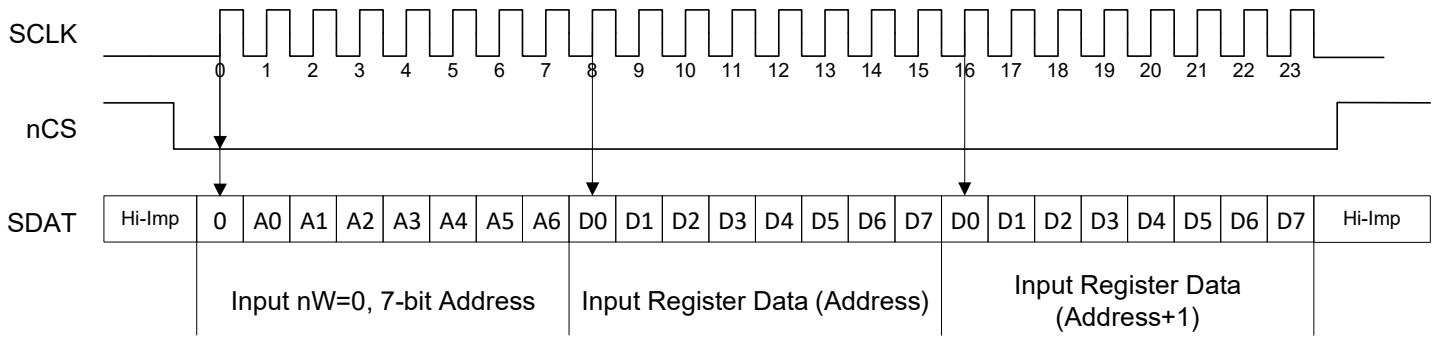 SCLK
0 1 2 3 4 5 6 7 8 9 10 11 12 13 14 15 16 17 18 19 20 21 22 23
nCS
SDAT Hi-Imp 0 A0 A1 A2 A3 A4 A5 A6 D0 D1 D2 D3 D4 D5 D6 D7 D0 D1 D2 D3 D4 D5 D6 D7 Hi-Imp
Input nW=0, 7-bit Address
Input Register Data (Address)
Input Register Data
(Address+1)